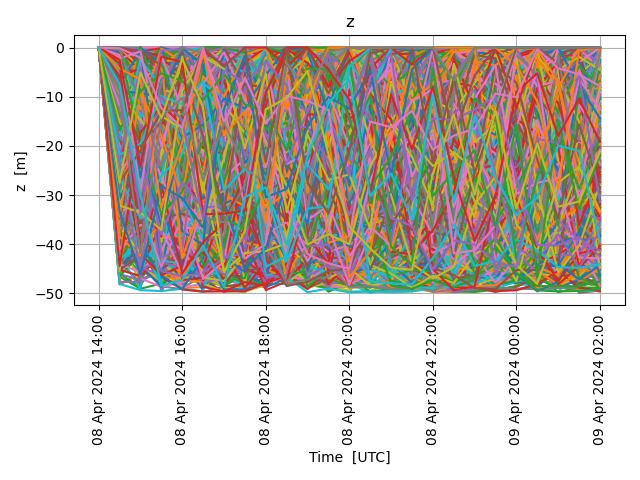 z
0
−10
−20
−30
−40
−50
z [m]
08 Apr 2024 14:00
08 Apr 2024 16:00
08 Apr 2024 18:00
08 Apr 2024 20:00
08 Apr 2024 22:00
09 Apr 2024 00:00
09 Apr 2024 02:00
Time [UTC]